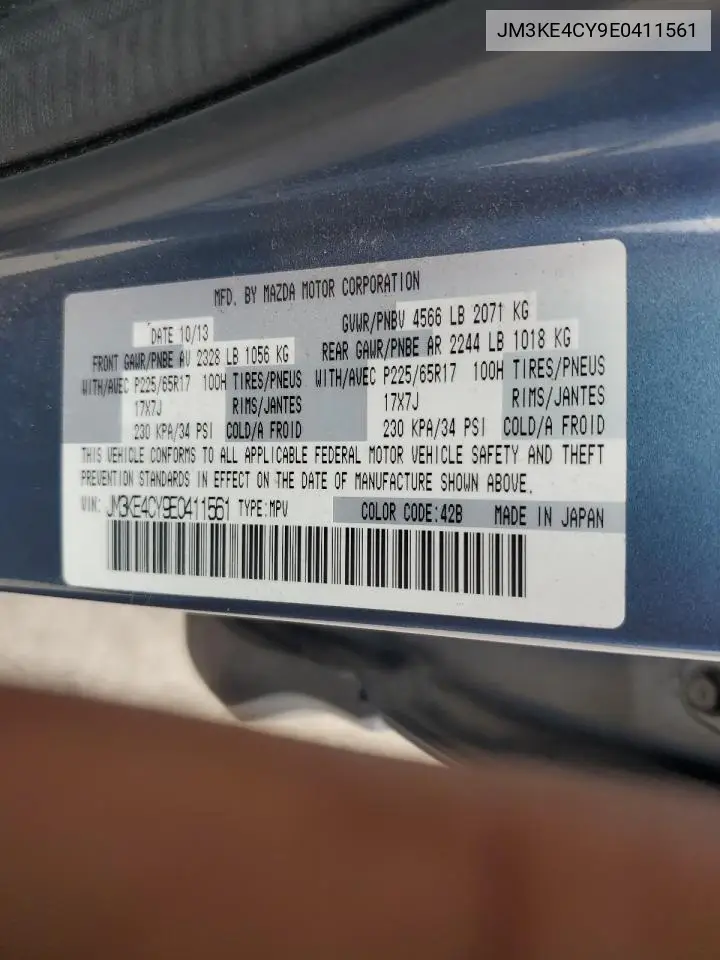 JM3KE4CY9E0411561
MFD. BY MAZDA MOTOR CORPORATION
DATE 10/13 GVWR/PNBV 4566 LB 2071 KG
FRONT GAWR/PNBE AV 2328 LB 1056 KG REAR GAWR/PNBE AR 2244 LB 1018 KG
WITH/AVEC P225/65R17 100H TIRES/PNEUS WITH/AVEC P225/65R17 100H TIRES/PNEUS
17X7J RIMS/JANTES 17X7J RIMS/JANTES
230 KPA/34 PSI COLD/A FROID 230 KPA/34 PSI COLD/A FROID
THIS VEHICLE CONFORMS TO ALL APPLICABLE FEDERAL MOTOR VEHICLE SAFETY AND THEFT
PREVENTION STANDARDS IN EFFECT ON THE DATE OF MANUFACTURE SHOWN ABOVE.
VIN: JM3KE4CY9E0411561 TYPE:MPV COLOR CODE:42B MADE IN JAPAN